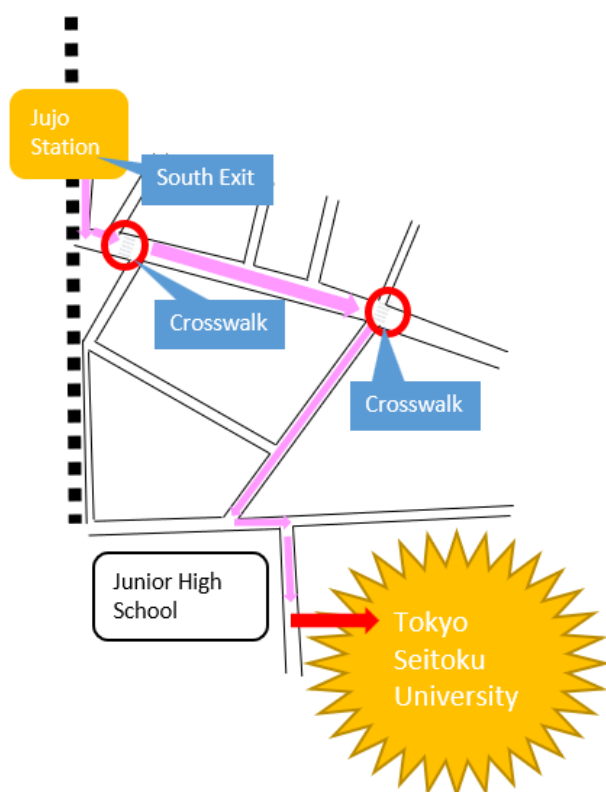 Jujo
Station
South Exit
Crosswalk
Crosswalk
Junior High
School
Tokyo
Seitoku
University